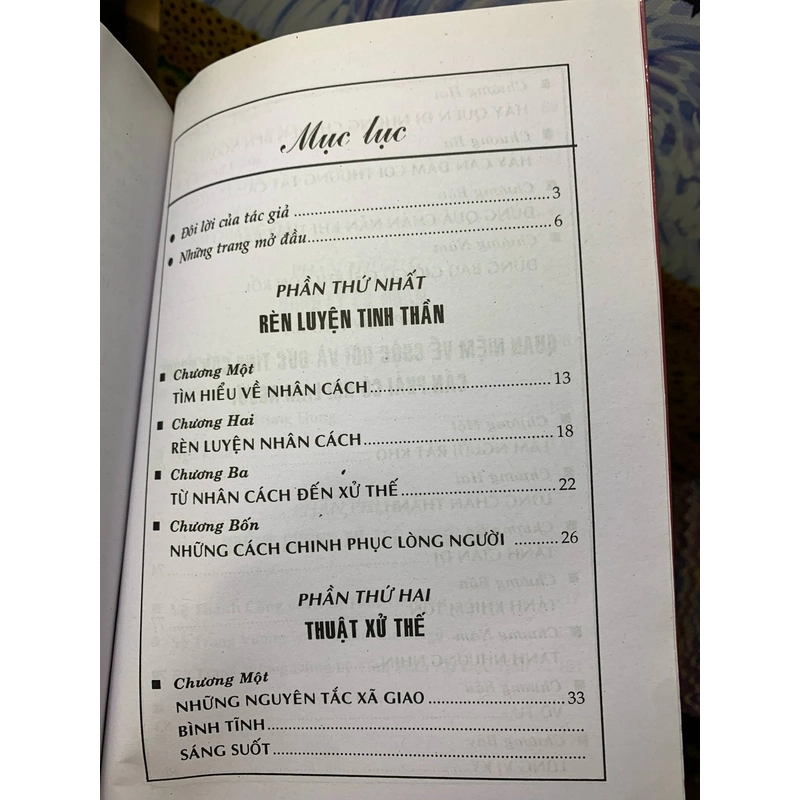 Mục lục
• Đôi lời của tác giả ........ 3
• Những trang mở đầu ........ 6
PHẦN THỨ NHẤT
RÈN LUYỆN TINH THẦN
■ Chương Một
TÌM HIỂU VỀ NHÂN CÁCH ........ 13
■ Chương Hai
RÈN LUYỆN NHÂN CÁCH ........ 18
■ Chương Ba
TỪ NHÂN CÁCH ĐẾN XỬ THẾ ........ 22
■ Chương Bốn
NHỮNG CÁCH CHINH PHỤC LÒNG NGƯỜI ........ 26
PHẦN THỨ HAI
THUẬT XỬ THẾ
■ Chương Một
NHỮNG NGUYÊN TẮC XÃ GIAO ........ 33
BÌNH TĨNH ........
SÁNG SUỐT ........